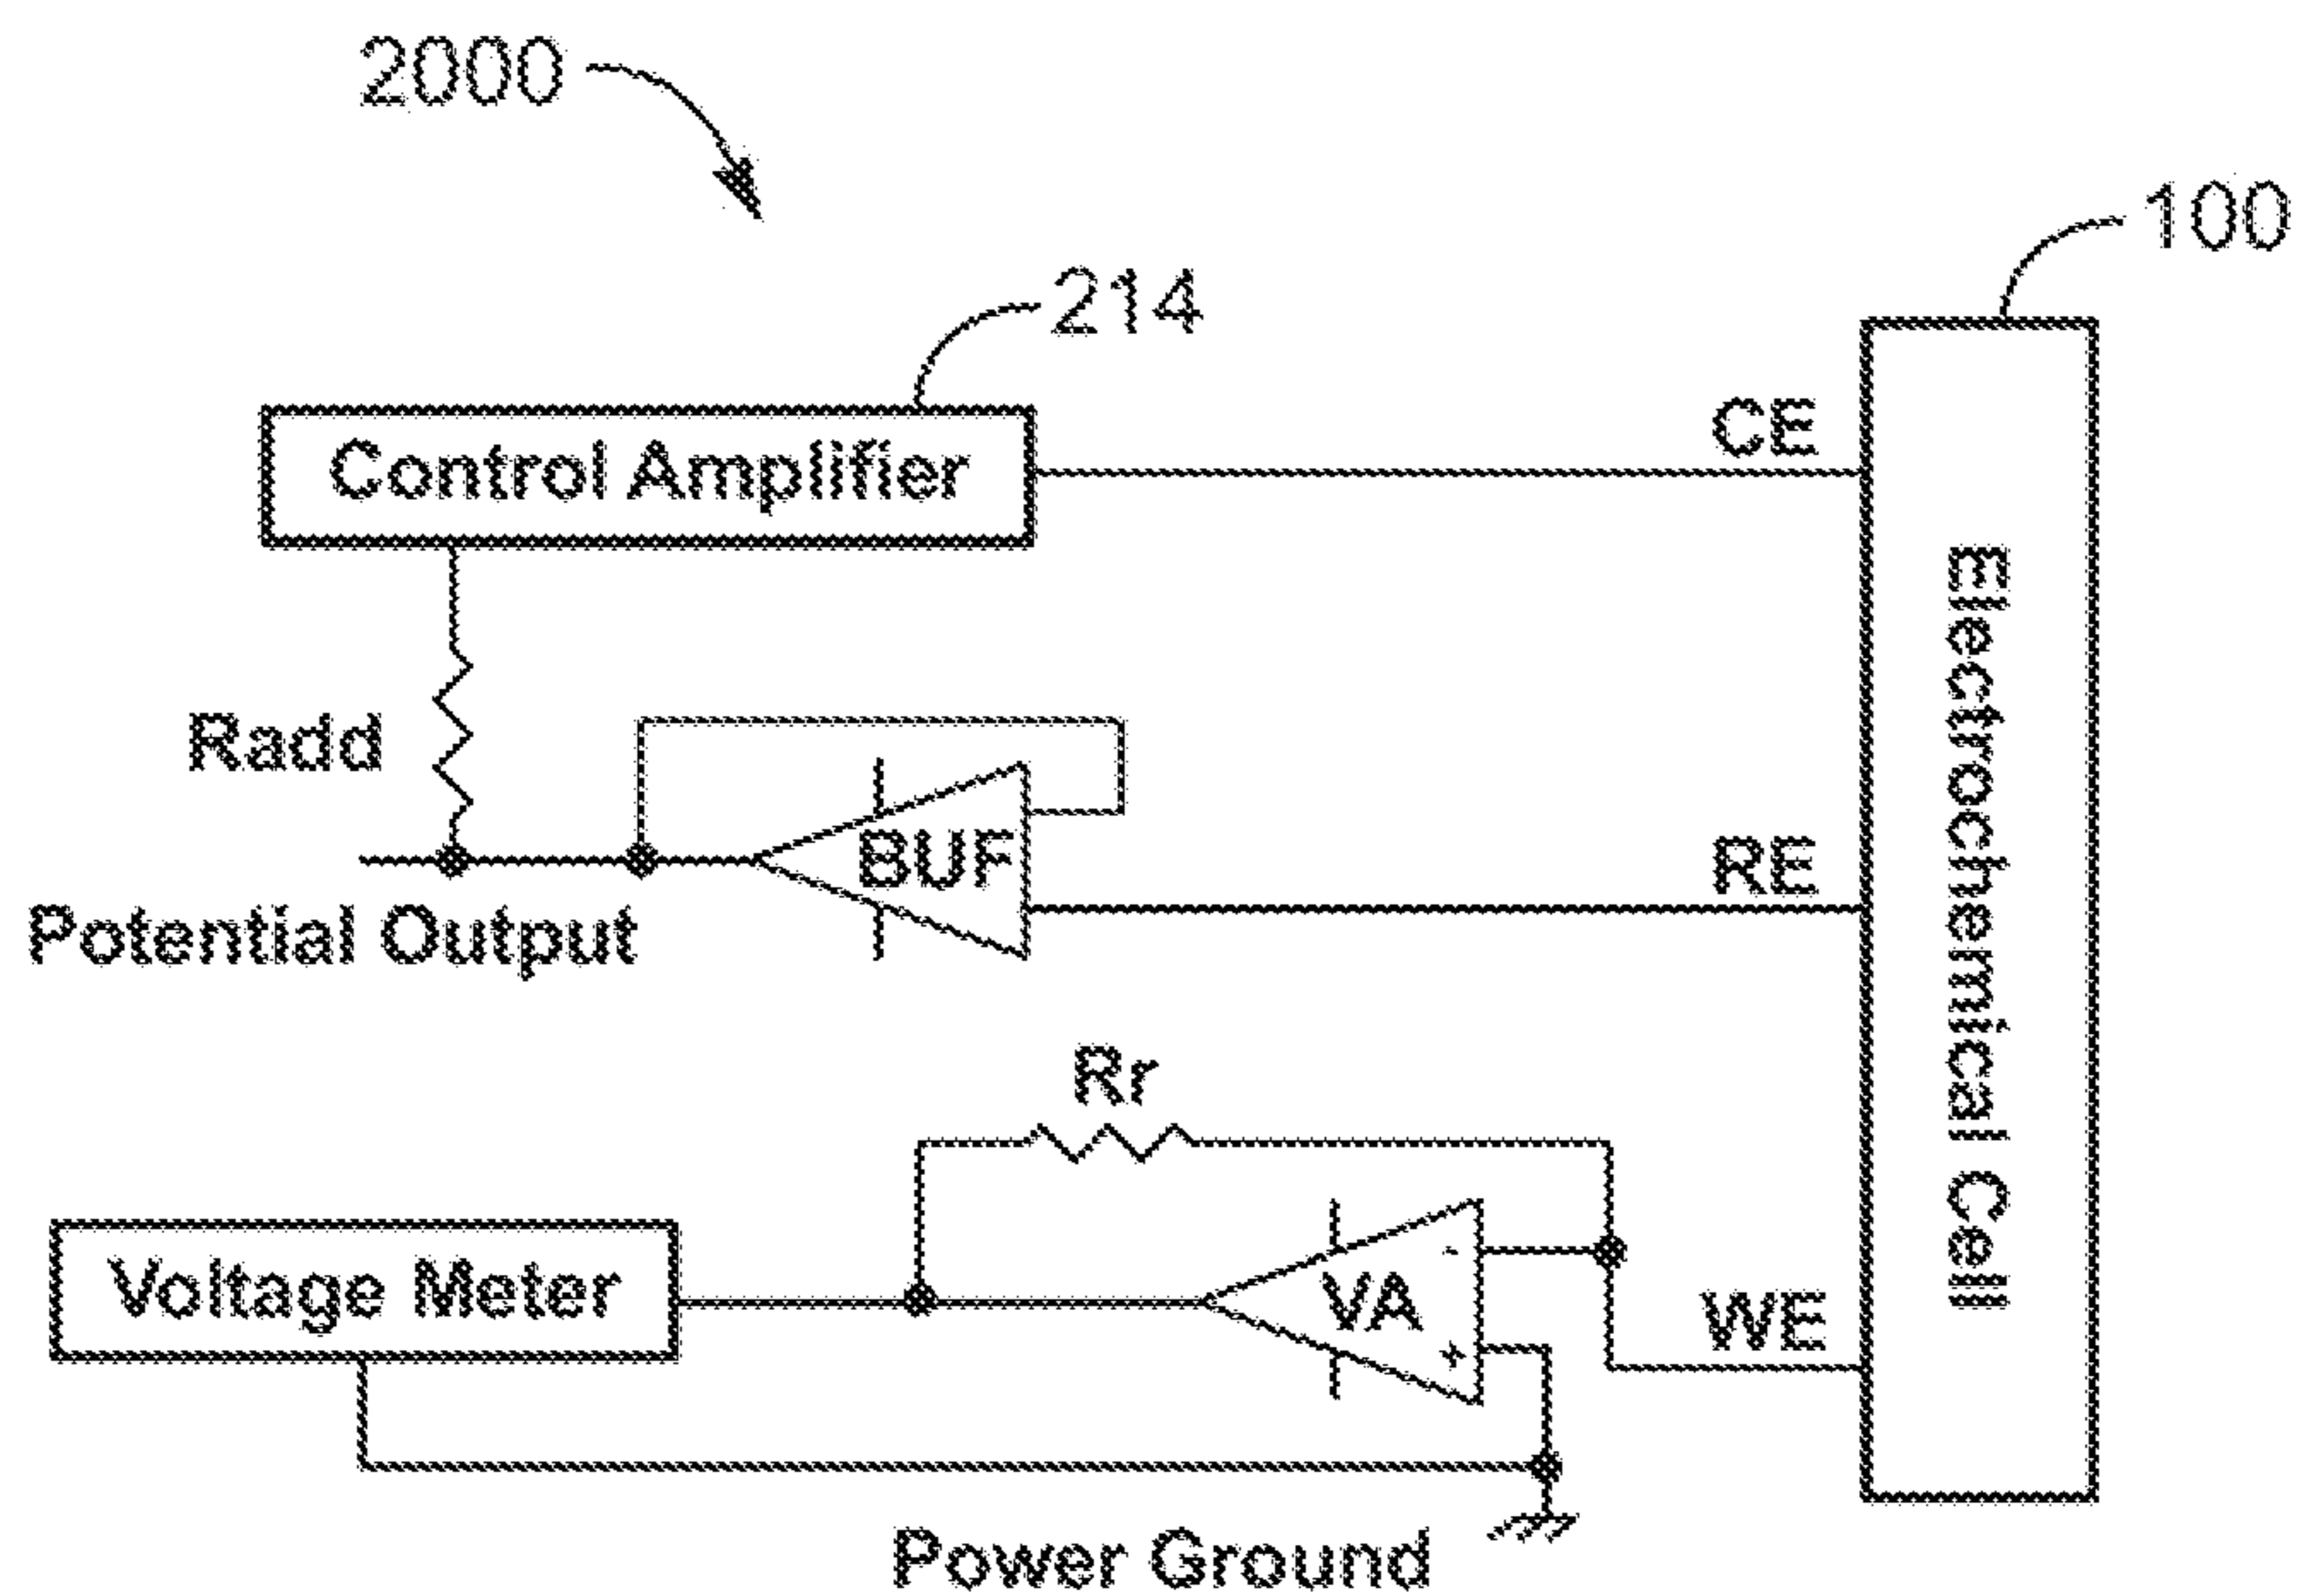 2000
100
214
Control Amplifier
CE
Radd
BUF
RE
Potential Output
Electrochemical Cell
Rr
Voltage Meter
-
VA
+
WE
Power Ground